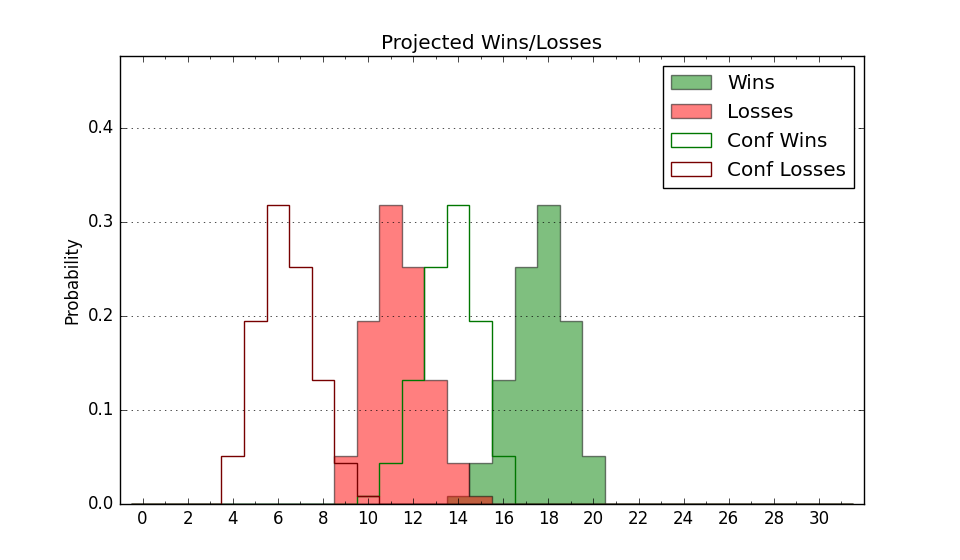 Projected Wins/Losses
Wins
Losses
Conf Wins
Conf Losses
Probability
0.4
0.3
0.2
0.1
0.0
0 2 4 6 8 10 12 14 16 18 20 22 24 26 28 30